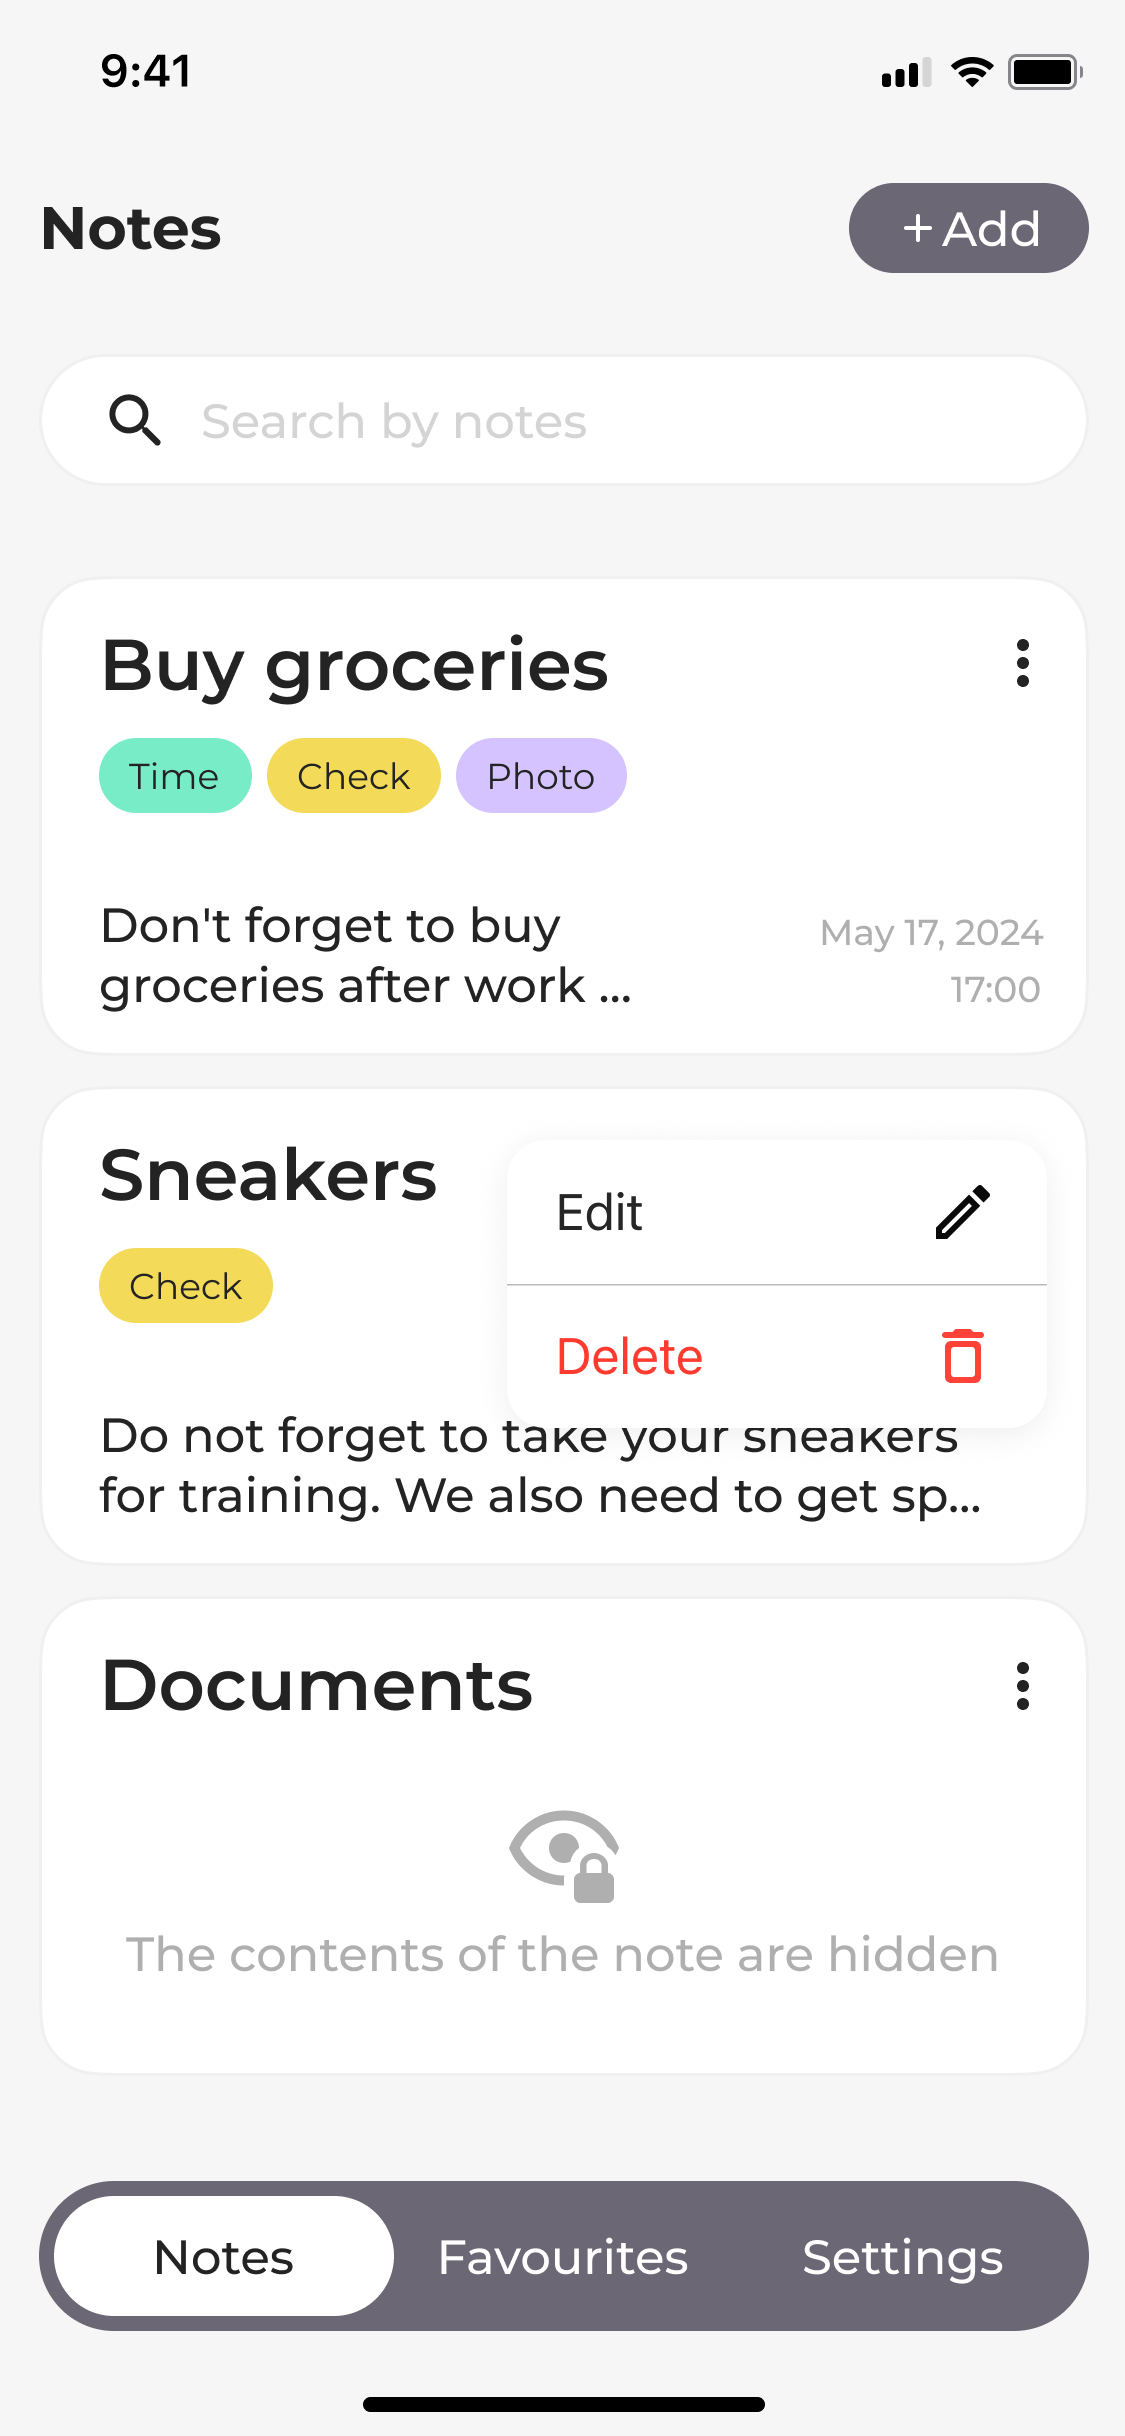 9:41
Notes
+ Add
Search by notes
Buy groceries
Time Check Photo
Don't forget to buy
groceries after work ...
May 17, 2024
17:00
Sneakers
Edit
Check
Delete
Do not forget to take your sneakers
for training. We also need to get sp...
Documents
The contents of the note are hidden
Notes Favourites Settings